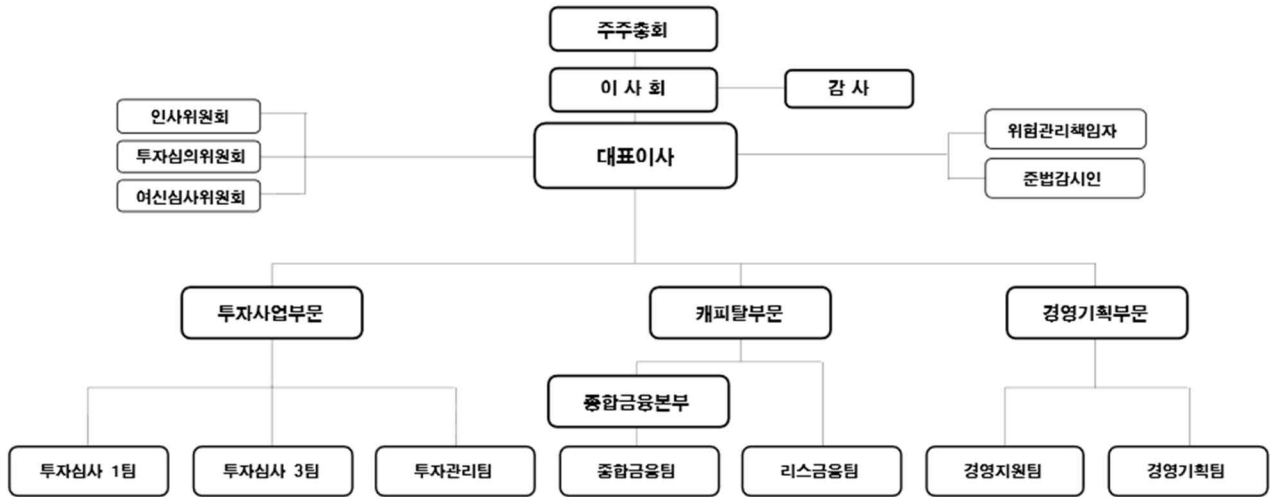 주주총회
이 사 회
감 사
인사위원회
투자심의위원회
여신심사위원회
대표이사
위험관리책임자
준법감시인
투자사업부문
캐피탈부문
경영기획부문
종합금융본부
투자심사 1팀
투자심사 3팀
투자관리팀
종합금융팀
리스금융팀
경영지원팀
경영기획팀